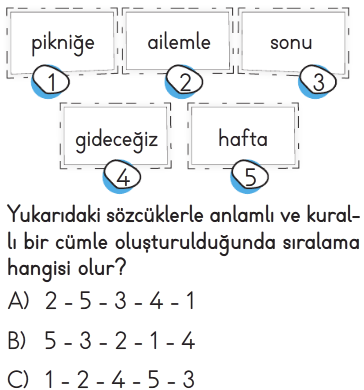 pikniğe ailemle sonu
1 2 3
gideceğiz hafta
4 5
Yukarıdaki sözcüklerle anlamlı ve kural-
lı bir cümle oluşturulduğunda sıralama
hangisi olur?
A) 2 - 5 - 3 - 4 - 1
B) 5 - 3 - 2 - 1 - 4
C) 1 - 2 - 4 - 5 - 3